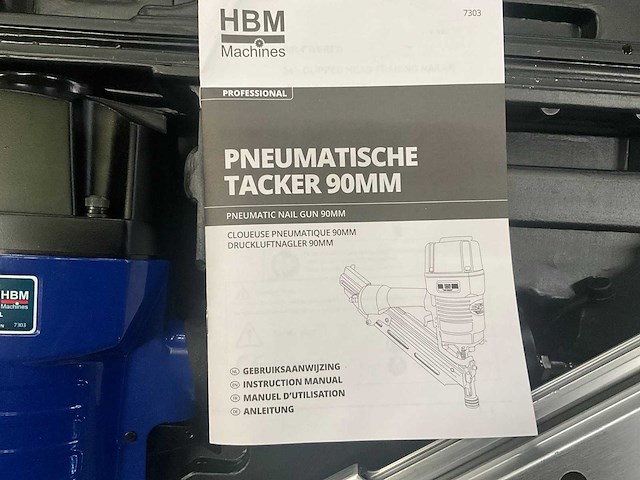 HBM
Machines
7303
PROFESSIONAL
PNEUMATISCHE
TACKER 90MM
PNEUMATIC NAIL GUN 90MM
CLOUEUSE PNEUMATIQUE 90MM
DRUCKLUFTNAGLER 90MM
GEBRUIKSAANWIJZING
INSTRUCTION MANUAL
MANUEL D'UTILISATION
ANLEITUNG
HBM
Machines
7303